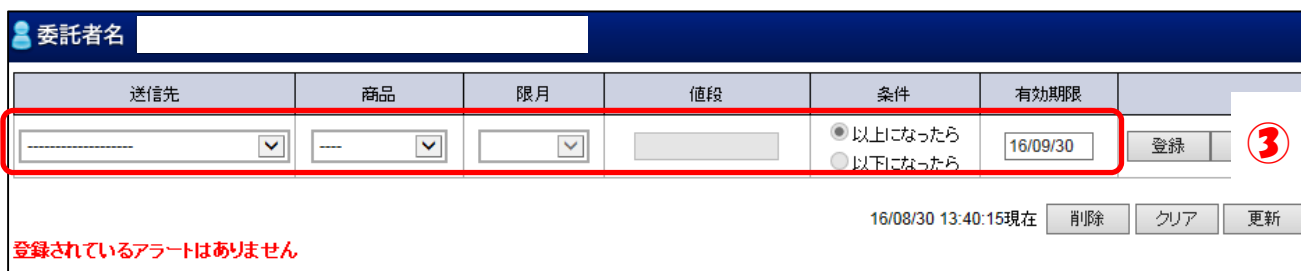 委託者名
送信先 商品 限月 値段 条件 有効期限
------------------- ---- 以上になったら 16/09/30 登録 ③
以下になったら
16/08/30 13:40:15現在 削除 クリア 更新
登録されているアラートはありません